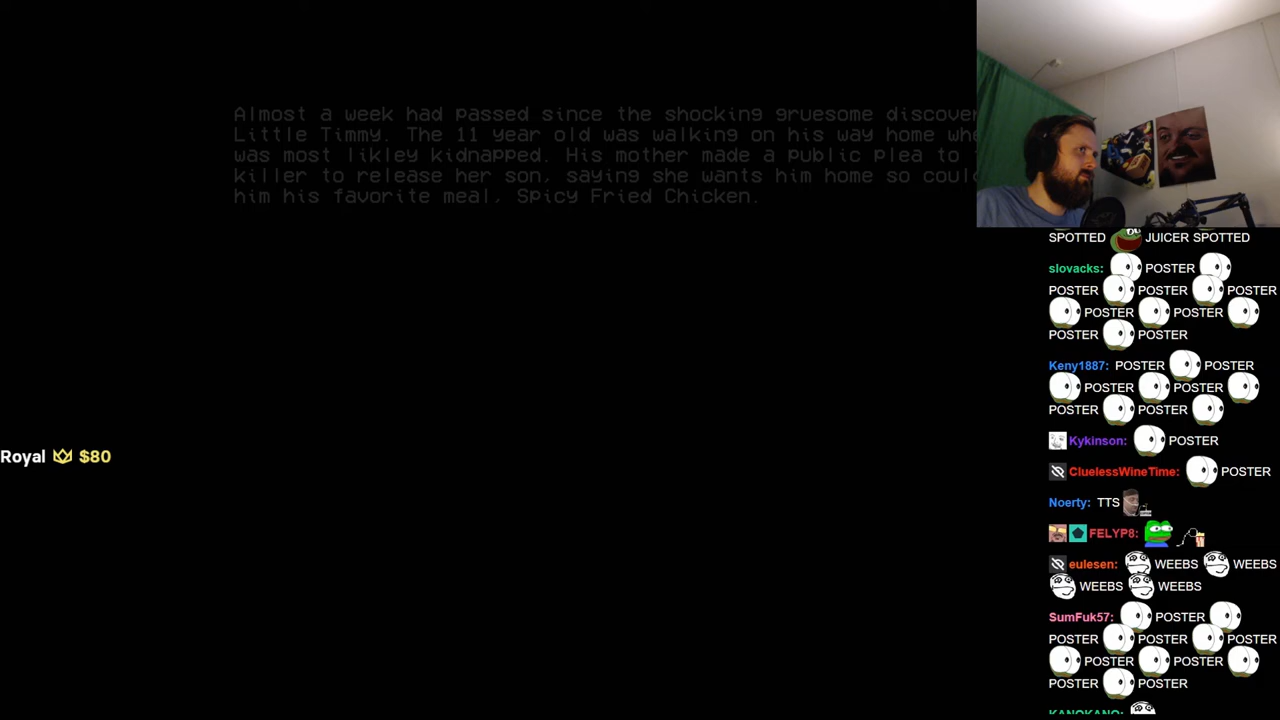 Almost a week had passed since the shocking gruesome discover
Little Timmy. The 11 year old was walking on his way home whe
was most likley kidnapped. His mother made a public plea to
killer to release her son, saying she wants him home so coul
him his favorite meal, Spicy Fried Chicken.
Royal $80
SPOTTED JUICER SPOTTED
slovacks: POSTER
POSTER POSTER POSTER
POSTER POSTER
POSTER POSTER
Keny1887: POSTER POSTER
POSTER POSTER
POSTER POSTER
Kykinson: POSTER
CluelessWineTime: POSTER
Noerty: TTS
FELYP8:
eulesen: WEEBS WEEBS
WEEBS WEEBS
SumFuk57: POSTER
POSTER POSTER POSTER
POSTER POSTER
POSTER POSTER
KANOKANO: